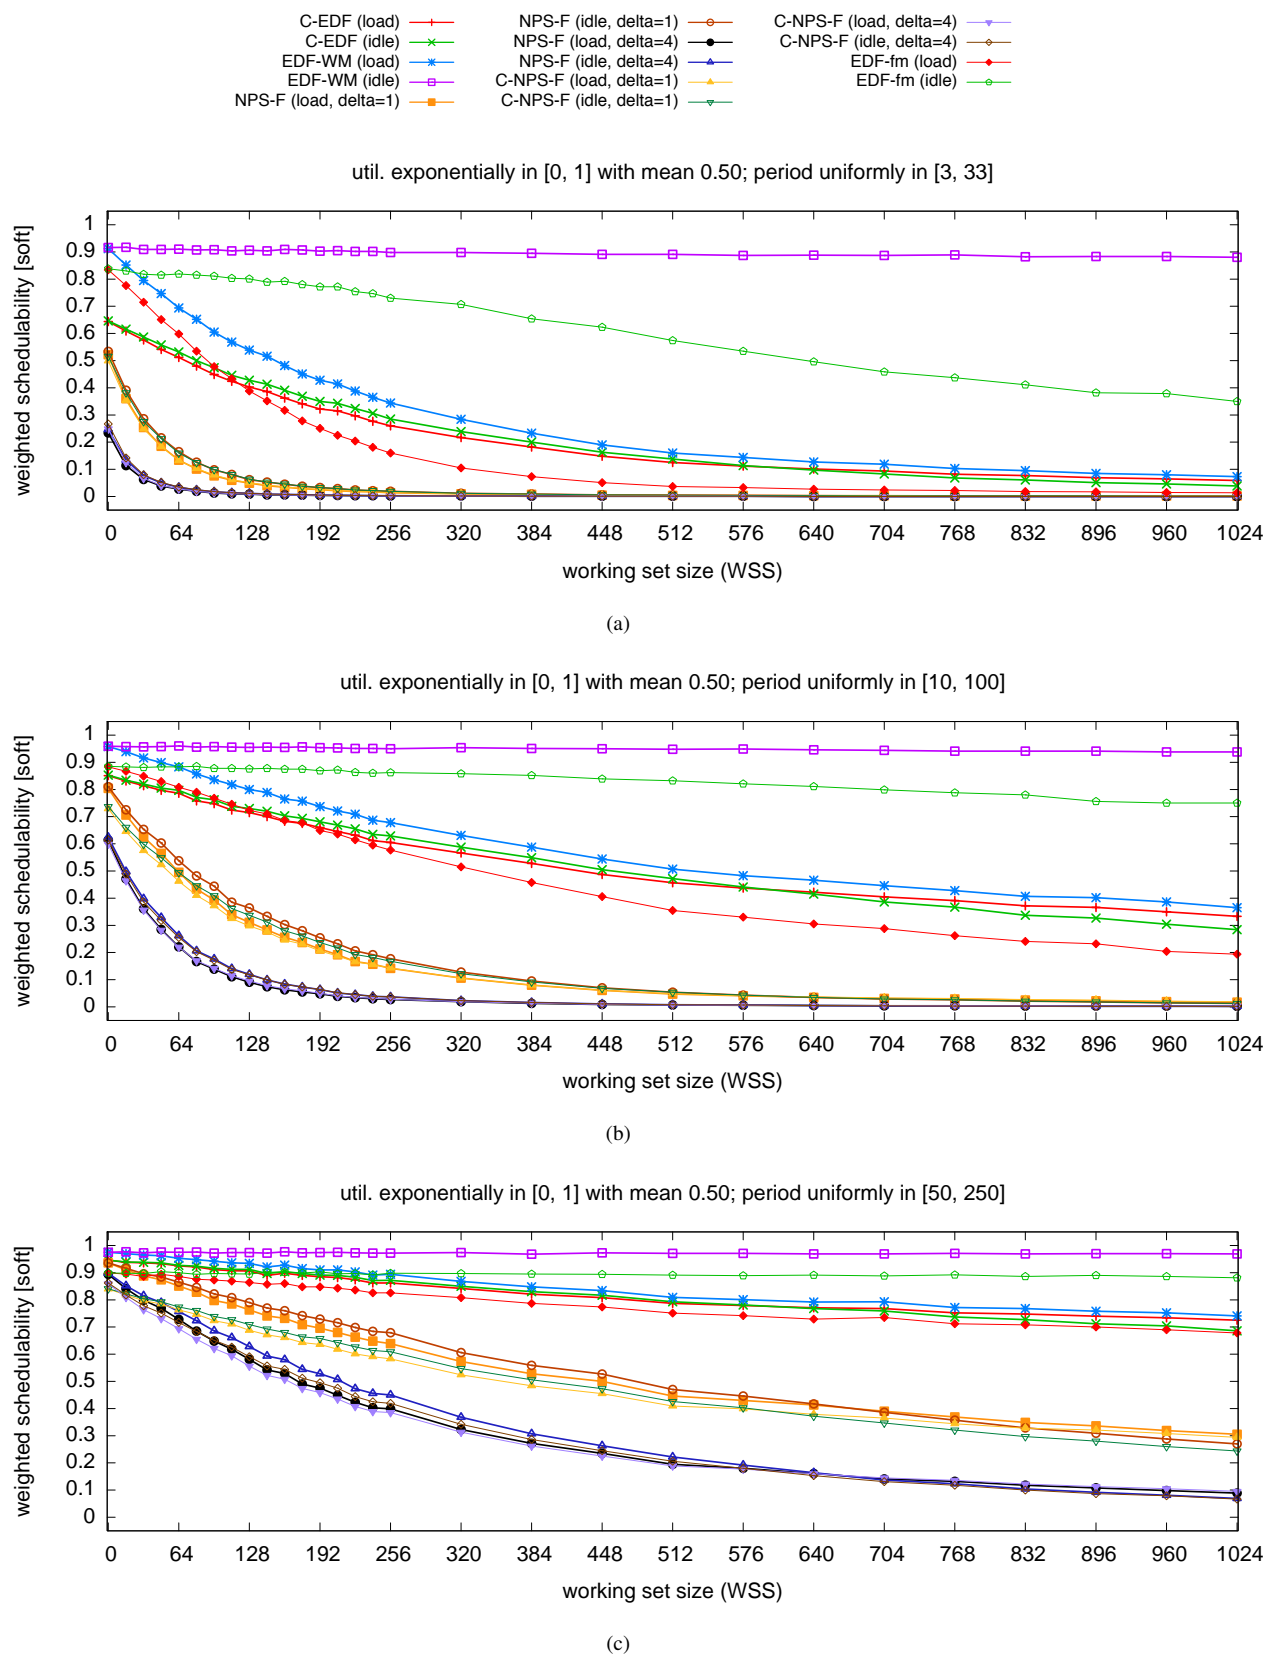 C-EDF (load)
C-EDF (idle)
EDF-WM (load)
EDF-WM (idle)
NPS-F (load, delta=1)
NPS-F (idle, delta=1)
NPS-F (load, delta=4)
NPS-F (idle, delta=4)
C-NPS-F (load, delta=1)
C-NPS-F (idle, delta=1)
C-NPS-F (load, delta=4)
C-NPS-F (idle, delta=4)
EDF-fm (load)
EDF-fm (idle)
util. exponentially in [0, 1] with mean 0.50; period uniformly in [3, 33]
weighted schedulability [soft]
1
0.9
0.8
0.7
0.6
0.5
0.4
0.3
0.2
0.1
0
0 64 128 192 256 320 384 448 512 576 640 704 768 832 896 960 1024
working set size (WSS)
(a)
util. exponentially in [0, 1] with mean 0.50; period uniformly in [10, 100]
weighted schedulability [soft]
1
0.9
0.8
0.7
0.6
0.5
0.4
0.3
0.2
0.1
0
0 64 128 192 256 320 384 448 512 576 640 704 768 832 896 960 1024
working set size (WSS)
(b)
util. exponentially in [0, 1] with mean 0.50; period uniformly in [50, 250]
weighted schedulability [soft]
1
0.9
0.8
0.7
0.6
0.5
0.4
0.3
0.2
0.1
0
0 64 128 192 256 320 384 448 512 576 640 704 768 832 896 960 1024
working set size (WSS)
(c)